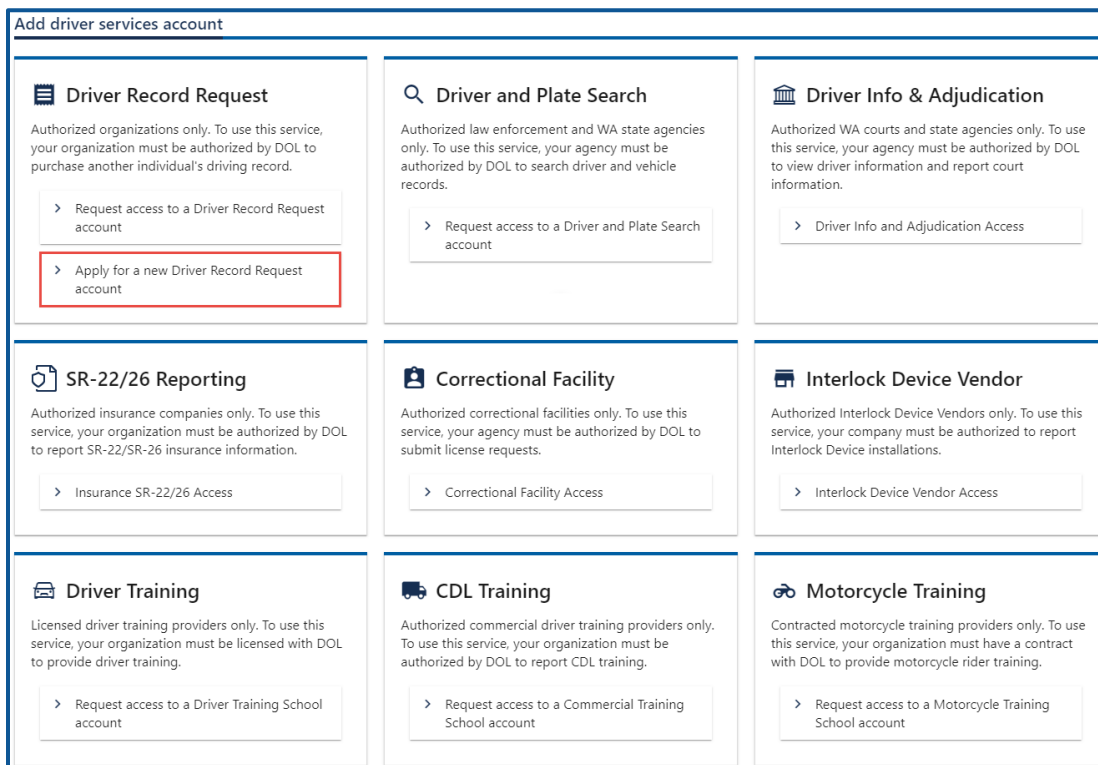 Add driver services account
Driver Record Request
Authorized organizations only. To use this service,
your organization must be authorized by DOL to
purchase another individual's driving record.
Request access to a Driver Record Request
account
Apply for a new Driver Record Request
account
Driver and Plate Search
Authorized law enforcement and WA state agencies
only. To use this service, your agency must be
authorized by DOL to search driver and vehicle
records.
Request access to a Driver and Plate Search
account
Driver Info & Adjudication
Authorized WA courts and state agencies only. To use
this service, your agency must be authorized by DOL
to view driver information and report court
information.
Driver Info and Adjudication Access
SR-22/26 Reporting
Authorized insurance companies only. To use this
service, your organization must be authorized by DOL
to report SR-22/SR-26 insurance information.
Insurance SR-22/26 Access
Correctional Facility
Authorized correctional facilities only. To use this
service, your agency must be authorized by DOL to
submit license requests.
Correctional Facility Access
Interlock Device Vendor
Authorized Interlock Device Vendors only. To use this
service, your company must be authorized to report
Interlock Device installations.
Interlock Device Vendor Access
Driver Training
Licensed driver training providers only. To use this
service, your organization must be licensed with DOL
to provide driver training.
Request access to a Driver Training School
account
CDL Training
Authorized commercial driver training providers only.
To use this service, your organization must be
authorized by DOL to report CDL training.
Request access to a Commercial Training
School account
Motorcycle Training
Contracted motorcycle training providers only. To use
this service, your organization must have a contract
with DOL to provide motorcycle rider training.
Request access to a Motorcycle Training
School account